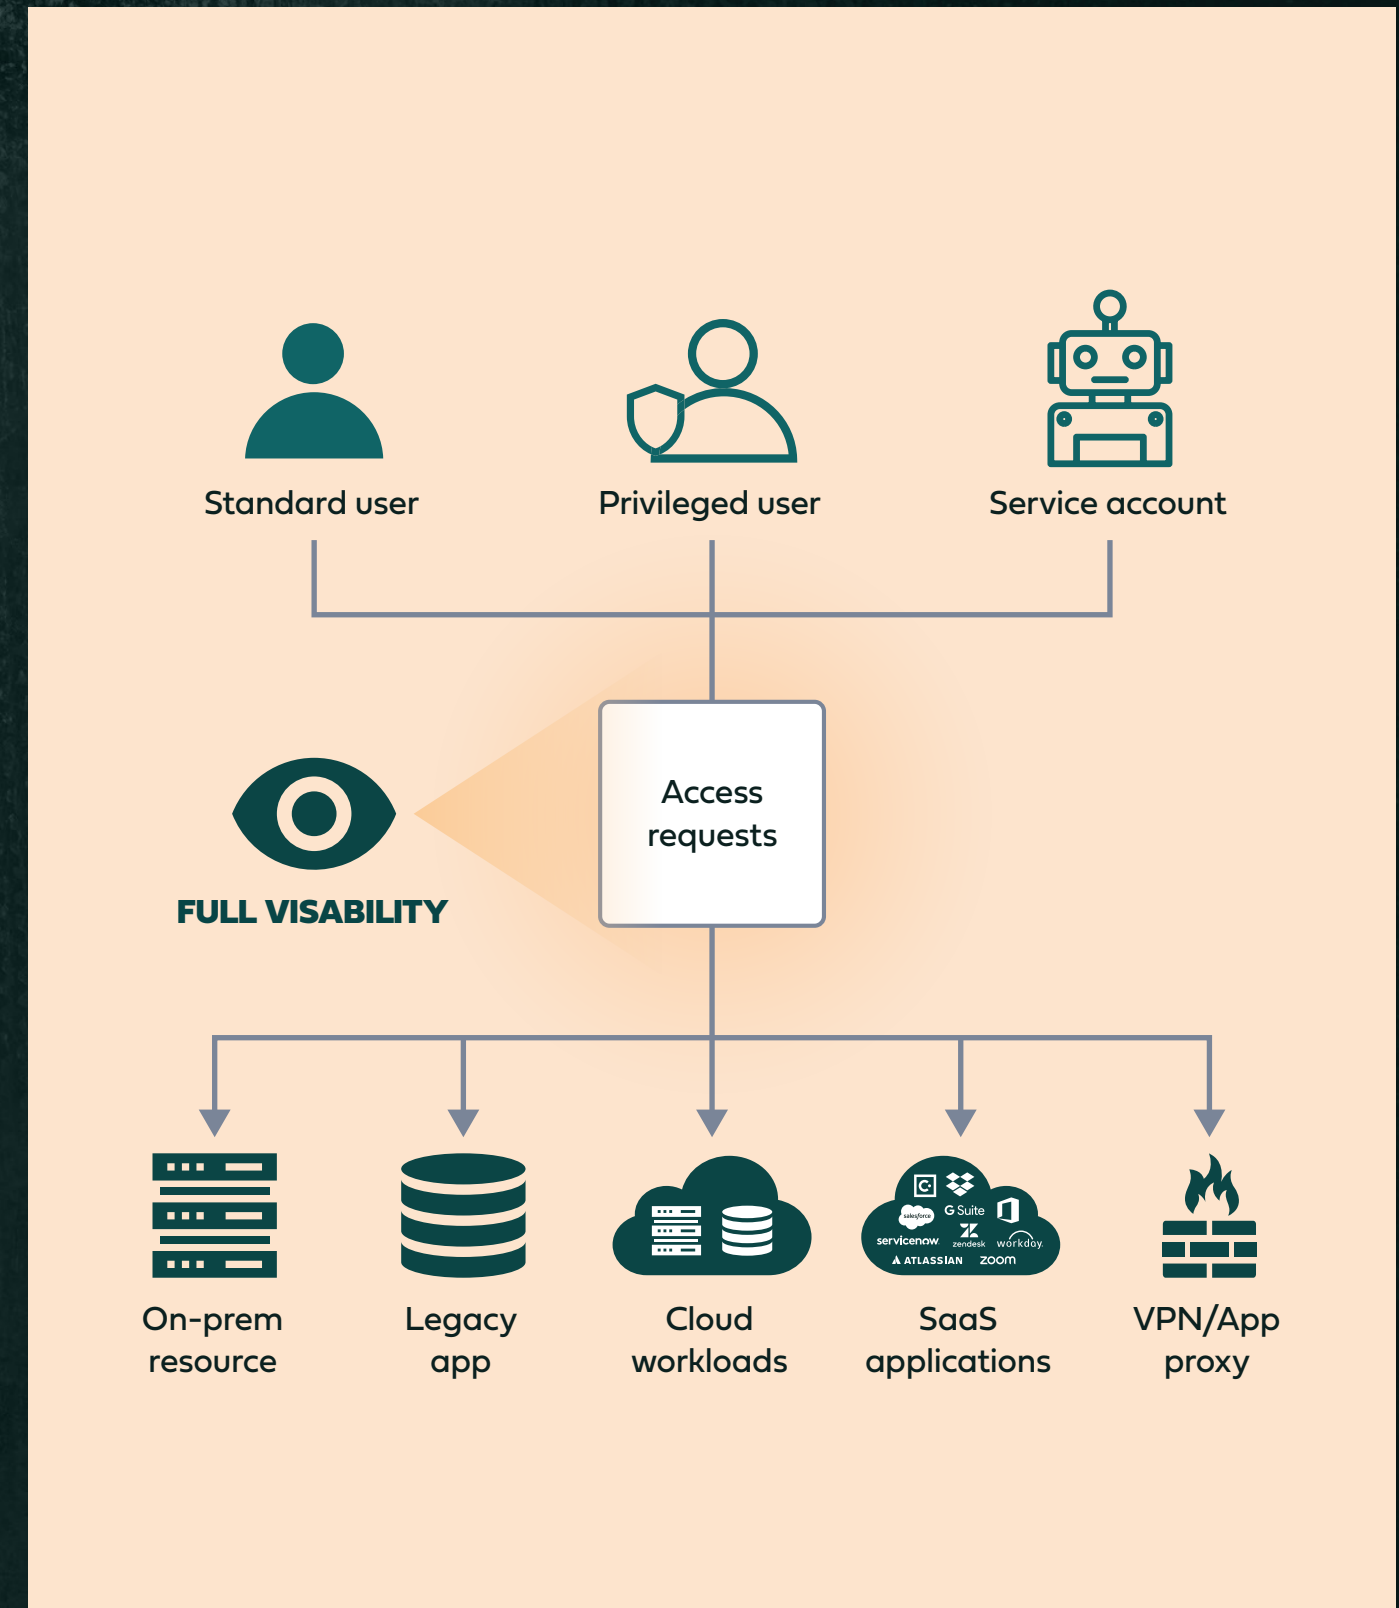 Standard user
Privileged user
Service account
Access
requests
FULL VISABILITY
salesforce
G Suite
servicenow
zendesk
workday
ATLASSIAN
zoom
On-prem
resource
Legacy
app
Cloud
workloads
SaaS
applications
VPN/App
proxy